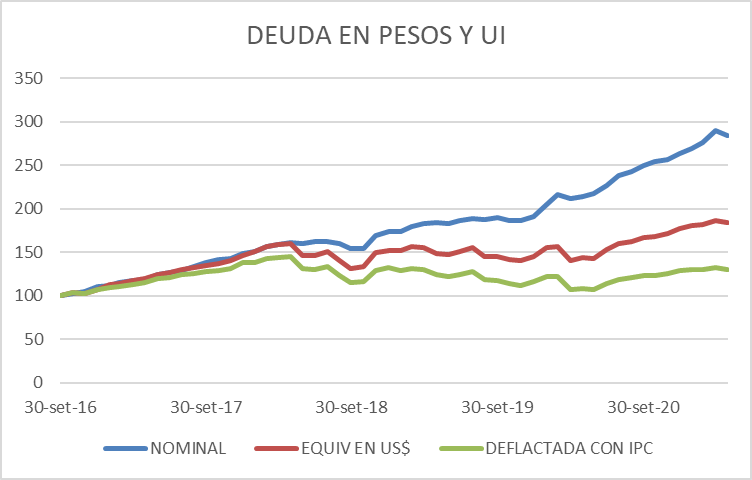 DEUDA EN PESOS Y UI
350
300
250
200
150
100
50
0
30-set-16 30-set-17 30-set-18 30-set-19 30-set-20
NOMINAL EQUIV EN US$ DEFLACTADA CON IPC